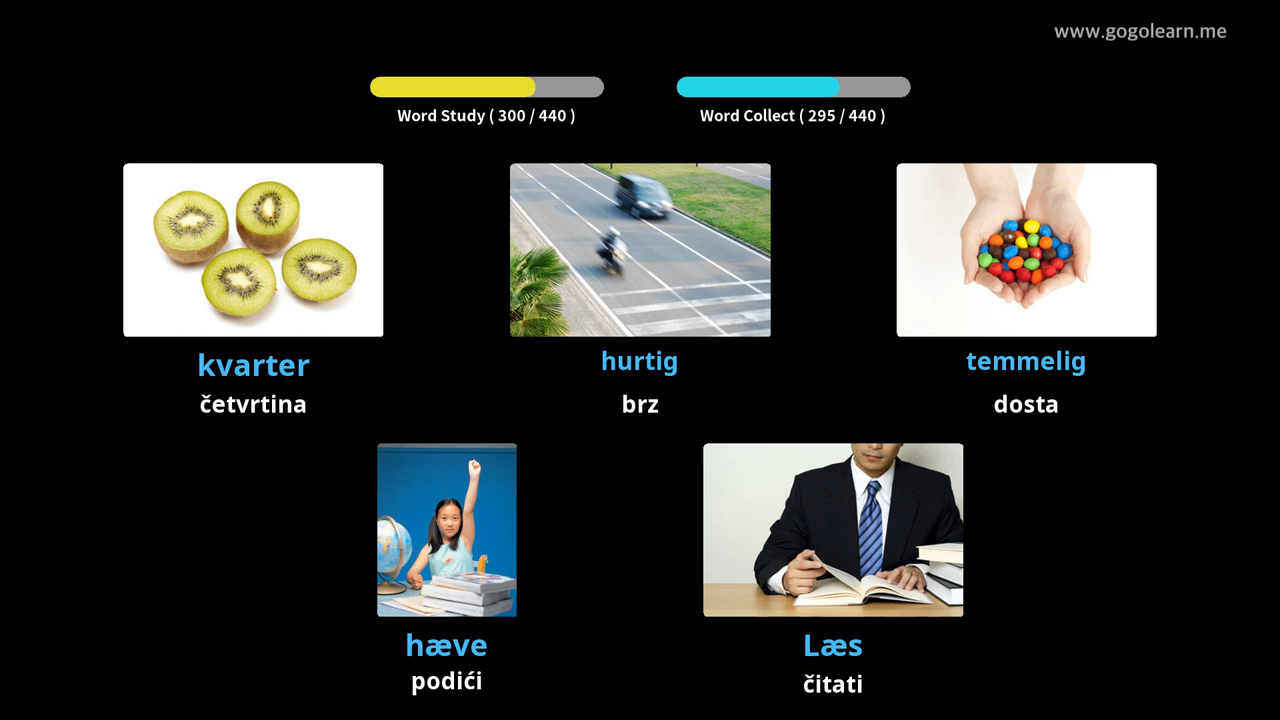 www.gogolearn.me
Word Study ( 300 / 440 )
Word Collect ( 295 / 440 )
kvarter
hurtig
temmelig
četvrtina
brz
dosta
hæve
Læs
podići
čitati